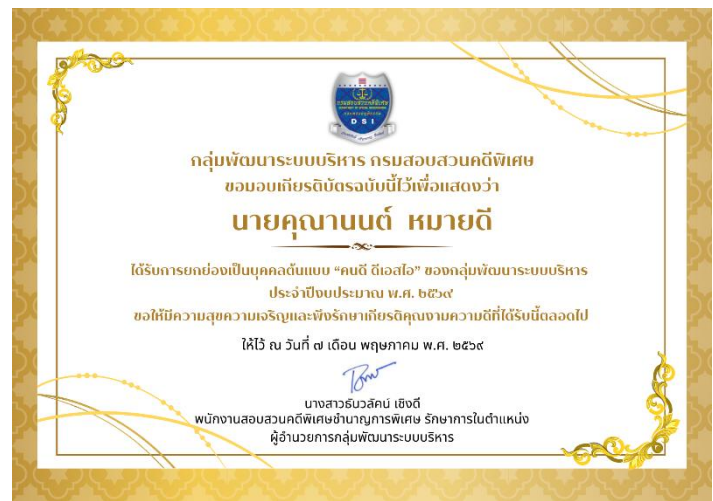 กรมสอบสวนคดีพิเศษ
DSI
กลุ่มพัฒนาระบบบริหาร กรมสอบสวนคดีพิเศษ
ขอมอบเกียรติบัตรฉบับนี้ไว้เพื่อแสดงว่า
นายคุณานนต์ หมายดี
ได้รับการยกย่องเป็นบุคคลต้นแบบ “คนดี ดีเอสไอ” ของกลุ่มพัฒนาระบบบริหาร
ประจำปีงบประมาณ พ.ศ. ๒๕๖๙
ขอให้มีความสุขความเจริญและพึงรักษาเกียรติคุณงามความดีที่ได้รับนี้ตลอดไป
ให้ไว้ ณ วันที่ ๗ เดือน พฤษภาคม พ.ศ. ๒๕๖๙
นางสาวธันวลัคน์ เชิงดี
พนักงานสอบสวนคดีพิเศษชำนาญการพิเศษ รักษาการในตำแหน่ง
ผู้อำนวยการกลุ่มพัฒนาระบบบริหาร